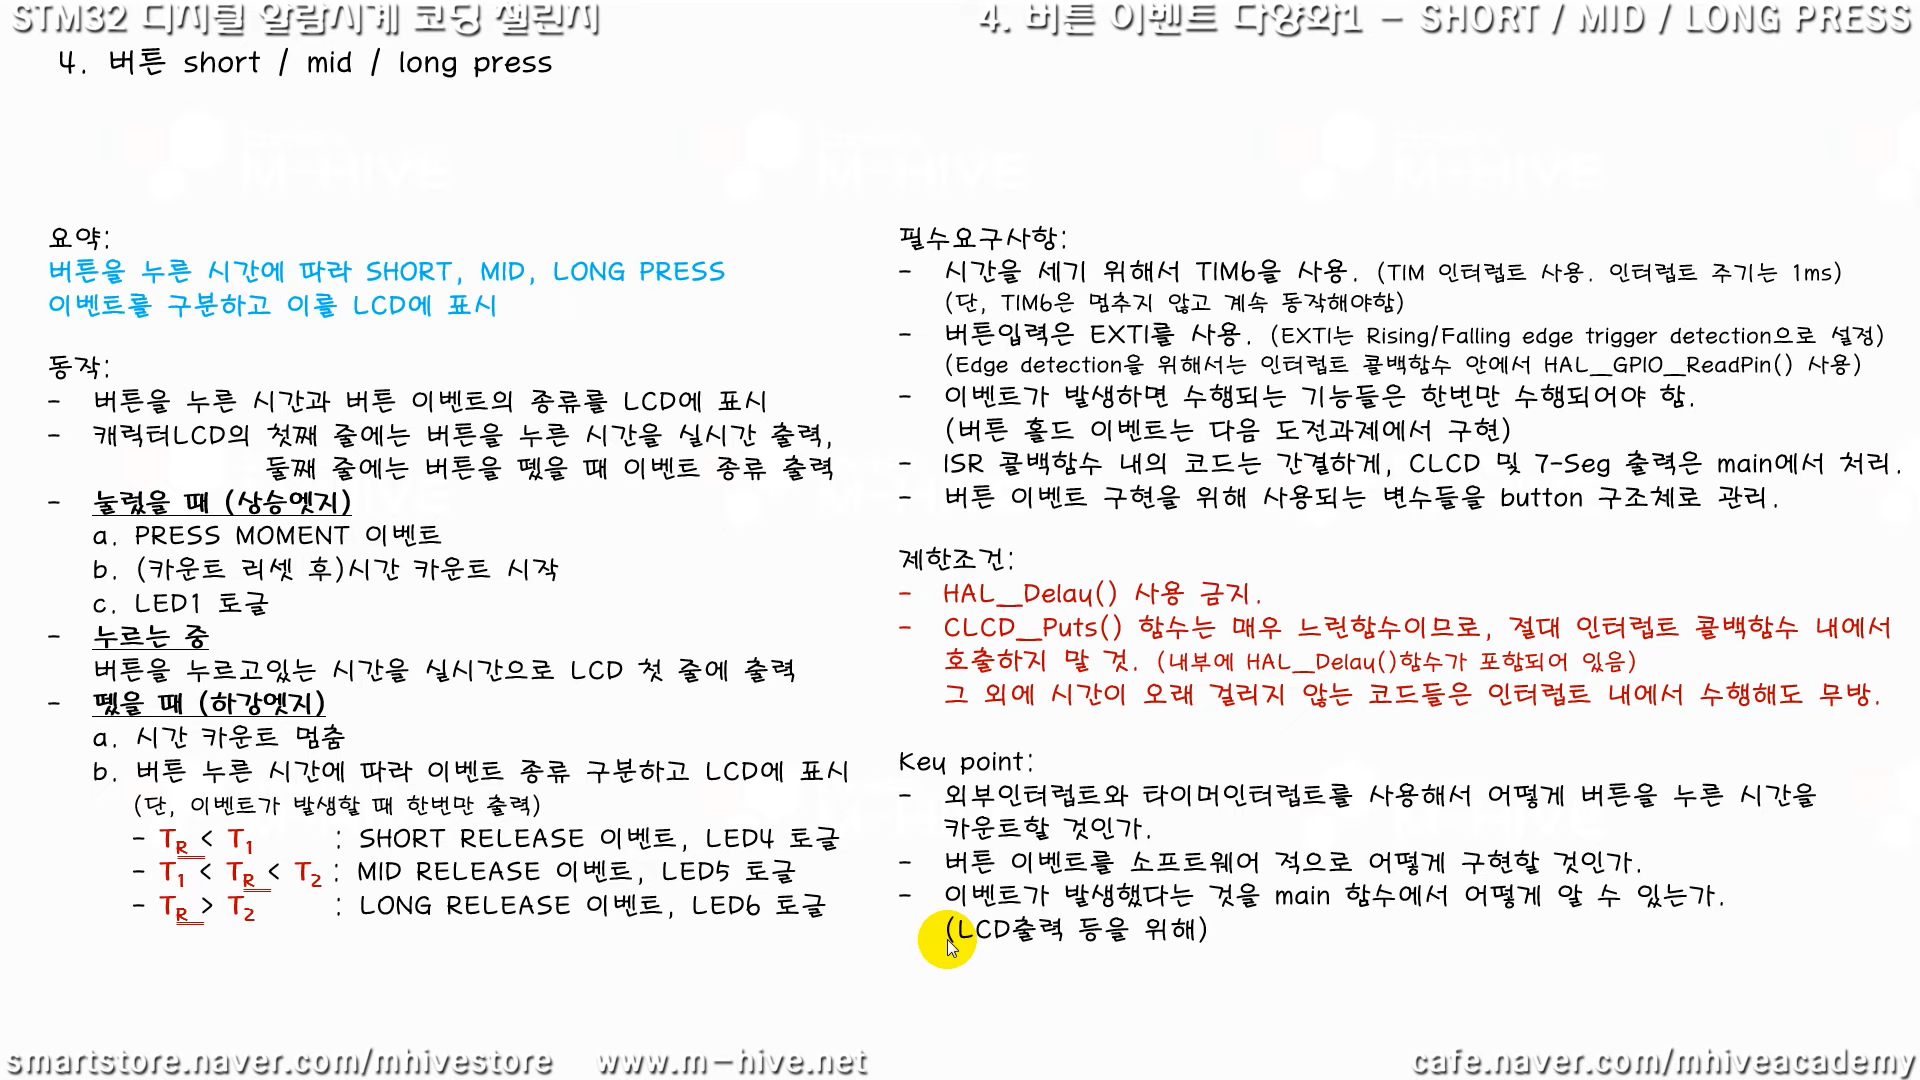 STM32 디지털 알람시계 코딩 챌린지
4. 버튼 이벤트 다양화1 - SHORT / MID / LONG PRESS
4. 버튼 short / mid / long press
요약:
버튼을 누른 시간에 따라 SHORT, MID, LONG PRESS
이벤트를 구분하고 이를 LCD에 표시
동작:
- 버튼을 누른 시간과 버튼 이벤트의 종류를 LCD에 표시
- 캐릭터LCD의 첫째 줄에는 버튼을 누른 시간을 실시간 출력,
둘째 줄에는 버튼을 뗐을 때 이벤트 종류 출력
- 눌렀을 때 (상승엣지)
a. PRESS MOMENT 이벤트
b. (카운트 리셋 후)시간 카운트 시작
c. LED1 토글
- 누르는 중
버튼을 누르고있는 시간을 실시간으로 LCD 첫 줄에 출력
- 뗐을 때 (하강엣지)
a. 시간 카운트 멈춤
b. 버튼 누른 시간에 따라 이벤트 종류 구분하고 LCD에 표시
(단, 이벤트가 발생할 때 한번만 출력)
- TR < T1 : SHORT RELEASE 이벤트, LED4 토글
- T1 < TR < T2 : MID RELEASE 이벤트, LED5 토글
- TR > T2 : LONG RELEASE 이벤트, LED6 토글
필수요구사항:
- 시간을 세기 위해서 TIM6을 사용. (TIM 인터럽트 사용. 인터럽트 주기는 1ms)
(단, TIM6은 멈추지 않고 계속 동작해야함)
- 버튼입력은 EXTI를 사용. (EXTI는 Rising/Falling edge trigger detection으로 설정)
(Edge detection을 위해서는 인터럽트 콜백함수 안에서 HAL_GPIO_ReadPin() 사용)
- 이벤트가 발생하면 수행되는 기능들은 한번만 수행되어야 함.
(버튼 홀드 이벤트는 다음 도전과제에서 구현)
- ISR 콜백함수 내의 코드는 간결하게, CLCD 및 7-Seg 출력은 main에서 처리.
- 버튼 이벤트 구현을 위해 사용되는 변수들을 button 구조체로 관리.
제한조건:
- HAL_Delay() 사용 금지.
- CLCD_Puts() 함수는 매우 느린함수이므로, 절대 인터럽트 콜백함수 내에서
호출하지 말 것. (내부에 HAL_Delay()함수가 포함되어 있음)
그 외에 시간이 오래 걸리지 않는 코드들은 인터럽트 내에서 수행해도 무방.
Key point:
- 외부인터럽트와 타이머인터럽트를 사용해서 어떻게 버튼을 누른 시간을
카운트할 것인가.
- 버튼 이벤트를 소프트웨어 적으로 어떻게 구현할 것인가.
- 이벤트가 발생했다는 것을 main 함수에서 어떻게 알 수 있는가.
(LCD출력 등을 위해)
smartstore.naver.com/mhivestore www.m-hive.net
cafe.naver.com/mhiveacademy